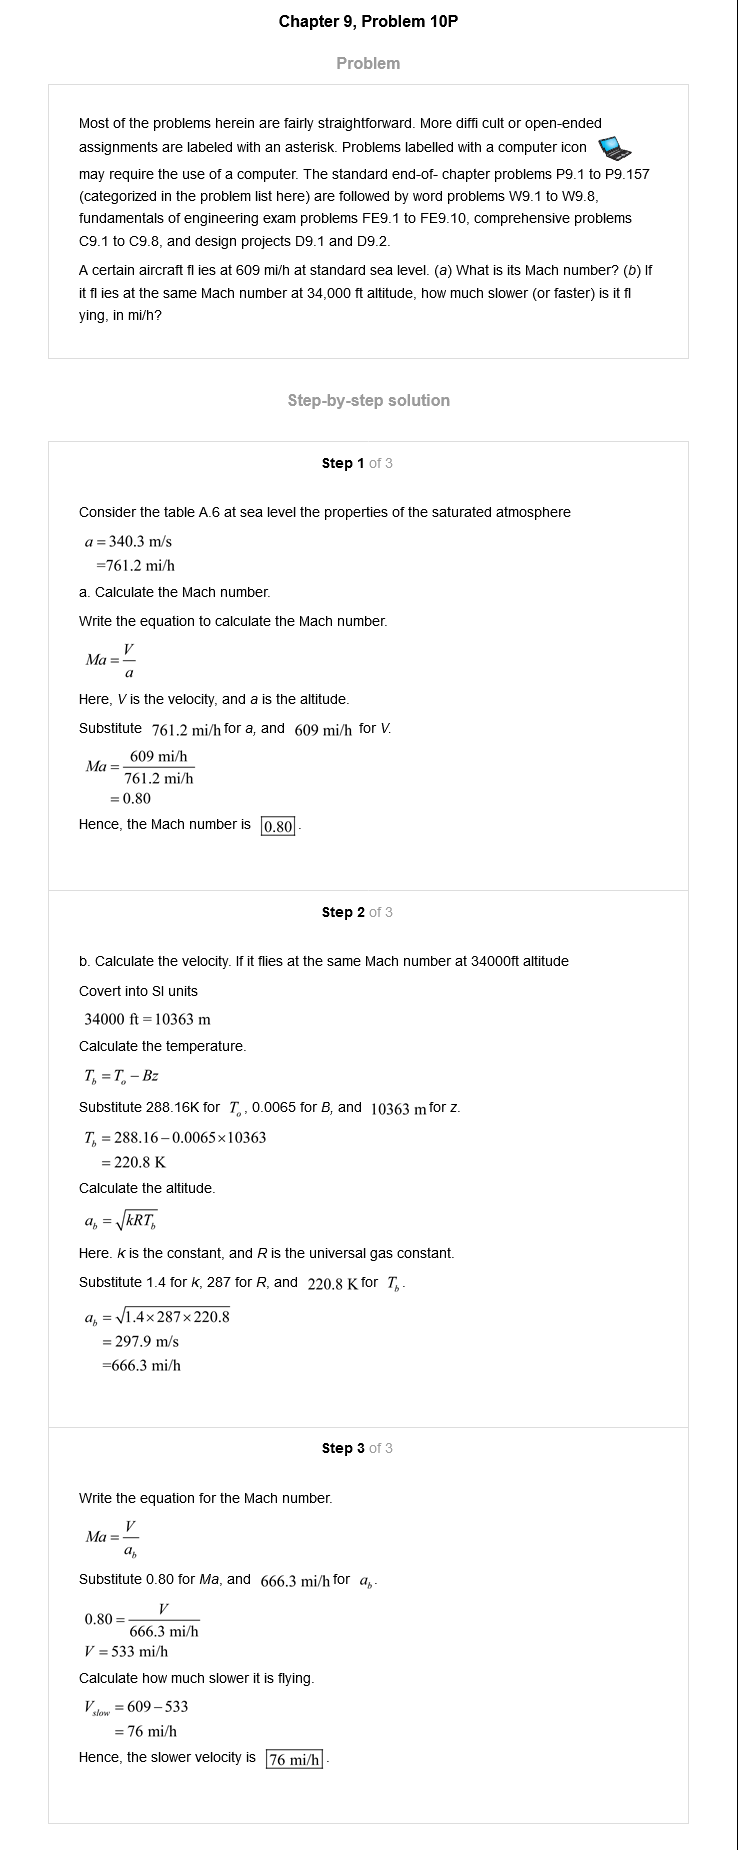 Chapter 9, Problem 10P
Problem
Most of the problems herein are fairly straightforward. More diffi cult or open-ended
assignments are labeled with an asterisk. Problems labelled with a computer icon
may require the use of a computer. The standard end-of- chapter problems P9.1 to P9.157
(categorized in the problem list here) are followed by word problems W9.1 to W9.8,
fundamentals of engineering exam problems FE9.1 to FE9.10, comprehensive problems
C9.1 to C9.8, and design projects D9.1 and D9.2.
A certain aircraft fl ies at 609 mi/h at standard sea level. (a) What is its Mach number? (b) If
it fl ies at the same Mach number at 34,000 ft altitude, how much slower (or faster) is it fl
ying, in mi/h?
Step-by-step solution
Step 1 of 3
Consider the table A.6 at sea level the properties of the saturated atmosphere
a = 340.3 m/s
=761.2 mi/h
a. Calculate the Mach number.
Write the equation to calculate the Mach number.
Ma = V/a
Here, V is the velocity, and a is the altitude.
Substitute 761.2 mi/h for a, and 609 mi/h for V.
Ma = 609 mi/h / 761.2 mi/h
= 0.80
Hence, the Mach number is 0.80.
Step 2 of 3
b. Calculate the velocity. If it flies at the same Mach number at 34000ft altitude
Covert into SI units
34000 ft = 10363 m
Calculate the temperature.
T_b = T_o − Bz
Substitute 288.16K for T_o, 0.0065 for B, and 10363 m for z.
T_b = 288.16 − 0.0065×10363
= 220.8 K
Calculate the altitude.
a_b = √kRT_b
Here. k is the constant, and R is the universal gas constant.
Substitute 1.4 for k, 287 for R, and 220.8 K for T_b.
a_b = √1.4×287×220.8
= 297.9 m/s
=666.3 mi/h
Step 3 of 3
Write the equation for the Mach number.
Ma = V/a_b
Substitute 0.80 for Ma, and 666.3 mi/h for a_b.
0.80 = V/666.3 mi/h
V = 533 mi/h
Calculate how much slower it is flying.
V_slow = 609 − 533
= 76 mi/h
Hence, the slower velocity is 76 mi/h.